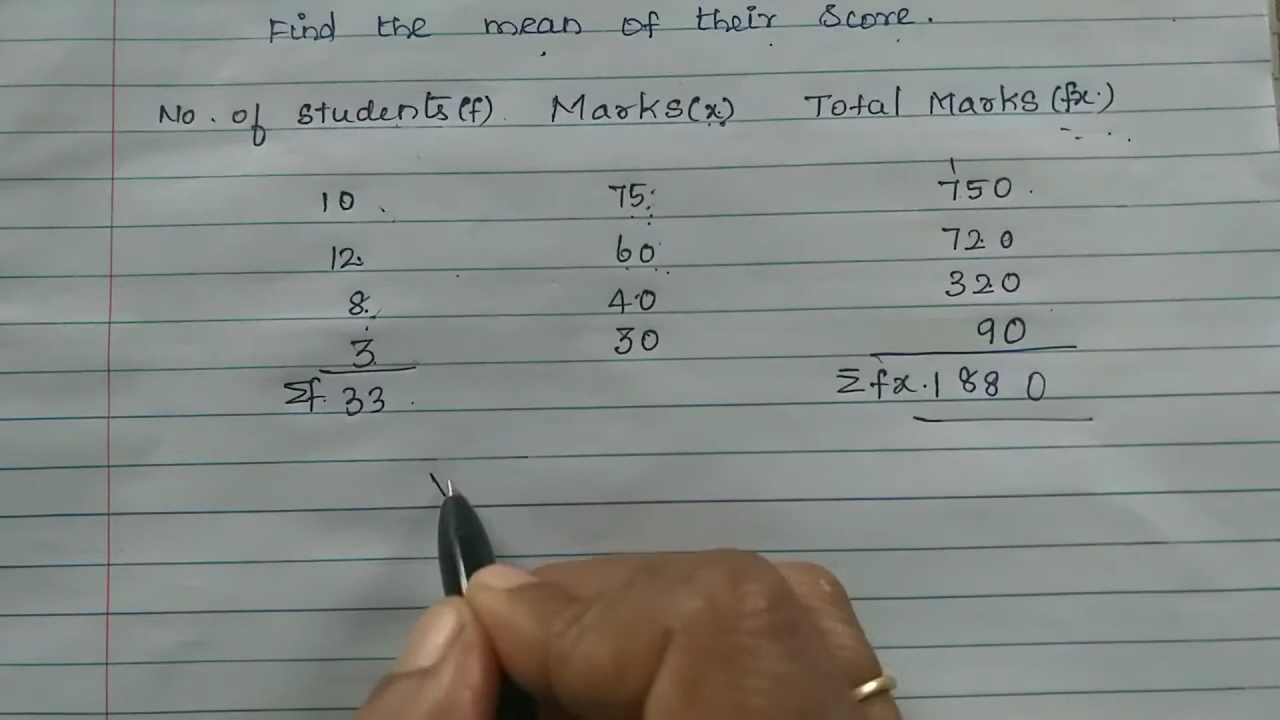 Find the mean of their Score.
No. of Students(f) Marks(x) Total Marks(fx)
1
10 75 750
12 60 720
8 40 320
3 30 90
Σf 33 Σfx 1880